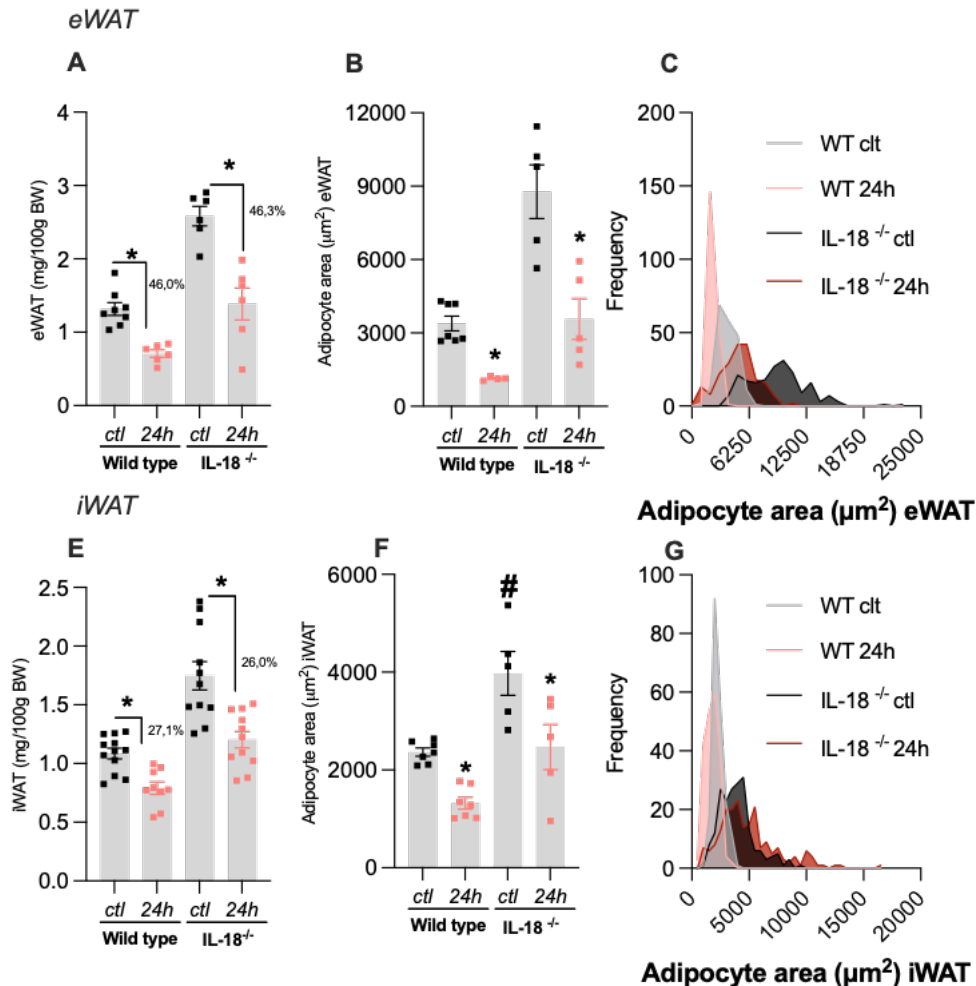 eWAT
A
eWAT (mg/100g BW)
4
3
2
1
0
*
46,0%
*
46,3%
ctl 24h ctl 24h
Wild type IL-18 -/-
B
Adipocyte area (µm2) eWAT
12000
9000
6000
3000
0
*
*
ctl 24h ctl 24h
Wild type IL-18 -/-
C
Frequency
200
150
100
50
0
WT clt
WT 24h
IL-18 -/- ctl
IL-18 -/- 24h
0 6250 12500 18750 25000
Adipocyte area (µm2) eWAT
iWAT
E
iWAT (mg/100g BW)
2.5
2.0
1.5
1.0
0.5
0.0
*
27,1%
*
26,0%
ctl 24h ctl 24h
Wild type IL-18-/-
F
Adipocyte area (µm2) iWAT
6000
4000
2000
0
*
#
*
ctl 24h ctl 24h
Wild type IL-18 -/-
G
Frequency
100
80
60
40
20
0
WT clt
WT 24h
IL-18 -/- ctl
IL-18 -/- 24h
0 5000 10000 15000 20000
Adipocyte area (µm2) iWAT